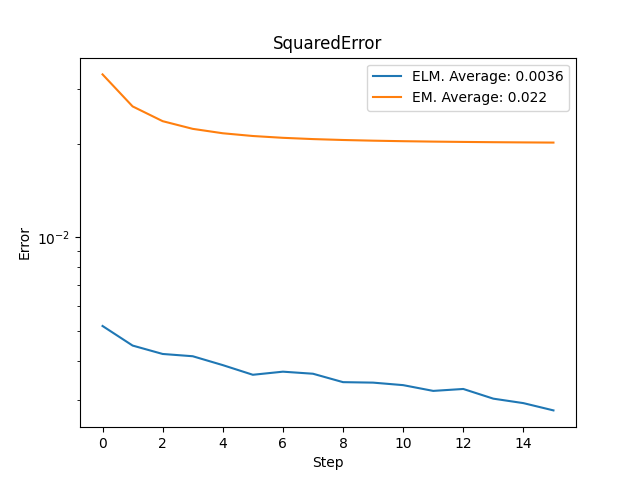 SquaredError
ELM. Average: 0.0036
EM. Average: 0.022
Error
10⁻²
0 2 4 6 8 10 12 14
Step